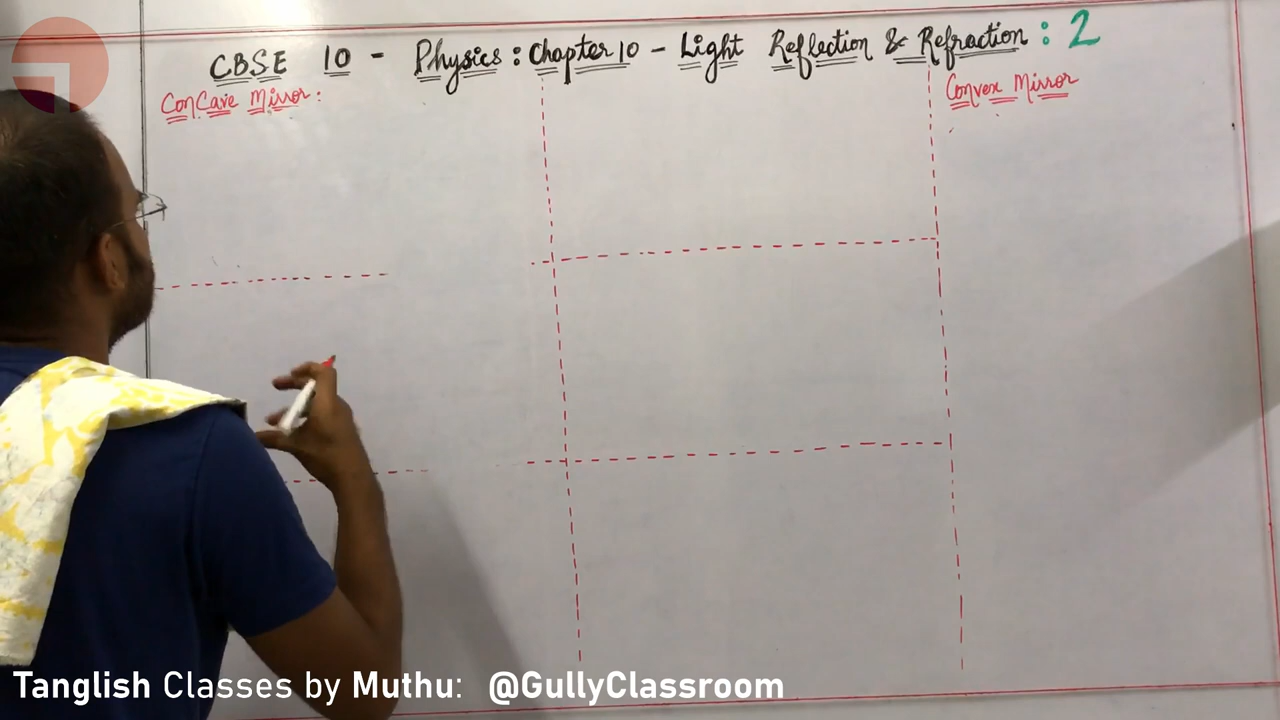 CBSE 10 - Physics : Chapter 10 - Light Reflection & Refraction : 2
ConCave Mirror :
Convex Mirror
Tanglish Classes by Muthu: @GullyClassroom